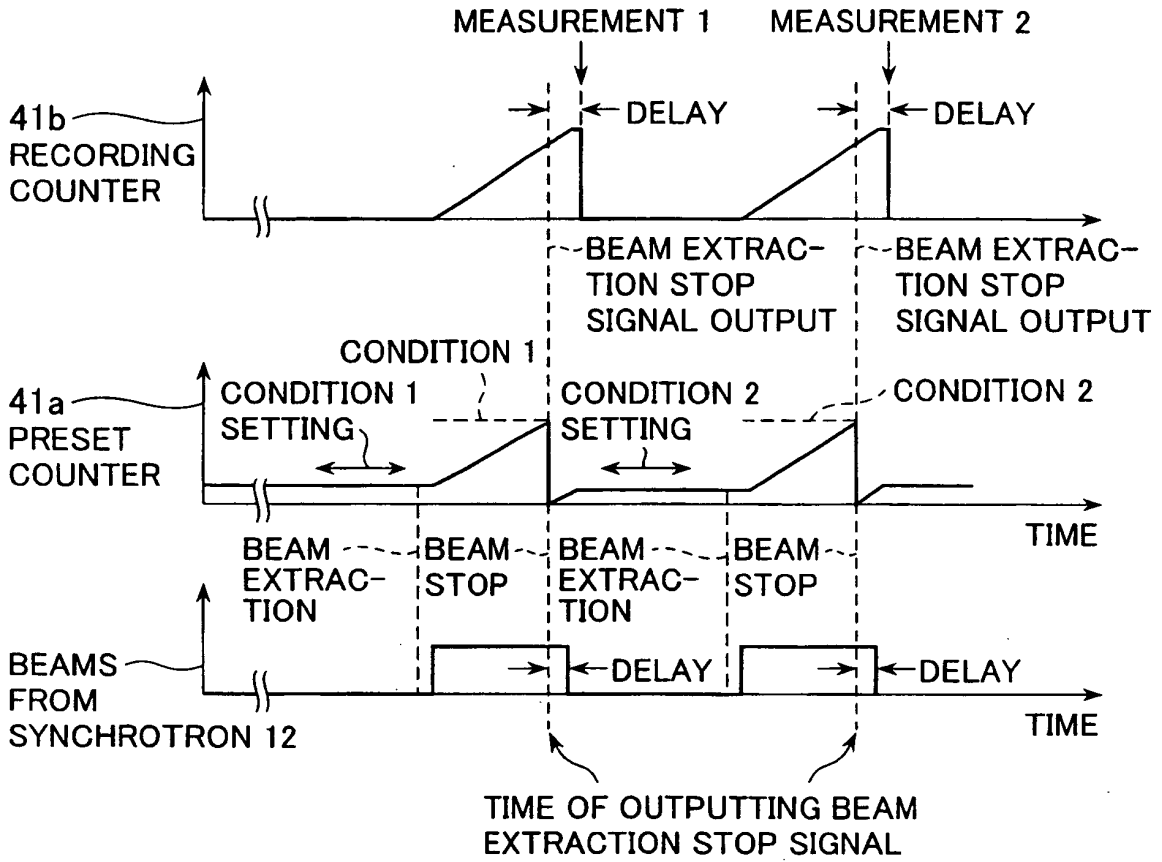 MEASUREMENT 1
MEASUREMENT 2
41b
RECORDING
COUNTER
DELAY
DELAY
BEAM EXTRAC-
TION STOP
SIGNAL OUTPUT
BEAM EXTRAC-
TION STOP
SIGNAL OUTPUT
CONDITION 1
41a
PRESET
COUNTER
CONDITION 1
SETTING
CONDITION 2
SETTING
CONDITION 2
TIME
BEAM
EXTRAC-
TION
BEAM
STOP
BEAM
EXTRAC-
TION
BEAM
STOP
BEAMS
FROM
SYNCHROTRON 12
DELAY
DELAY
TIME
TIME OF OUTPUTTING BEAM
EXTRACTION STOP SIGNAL